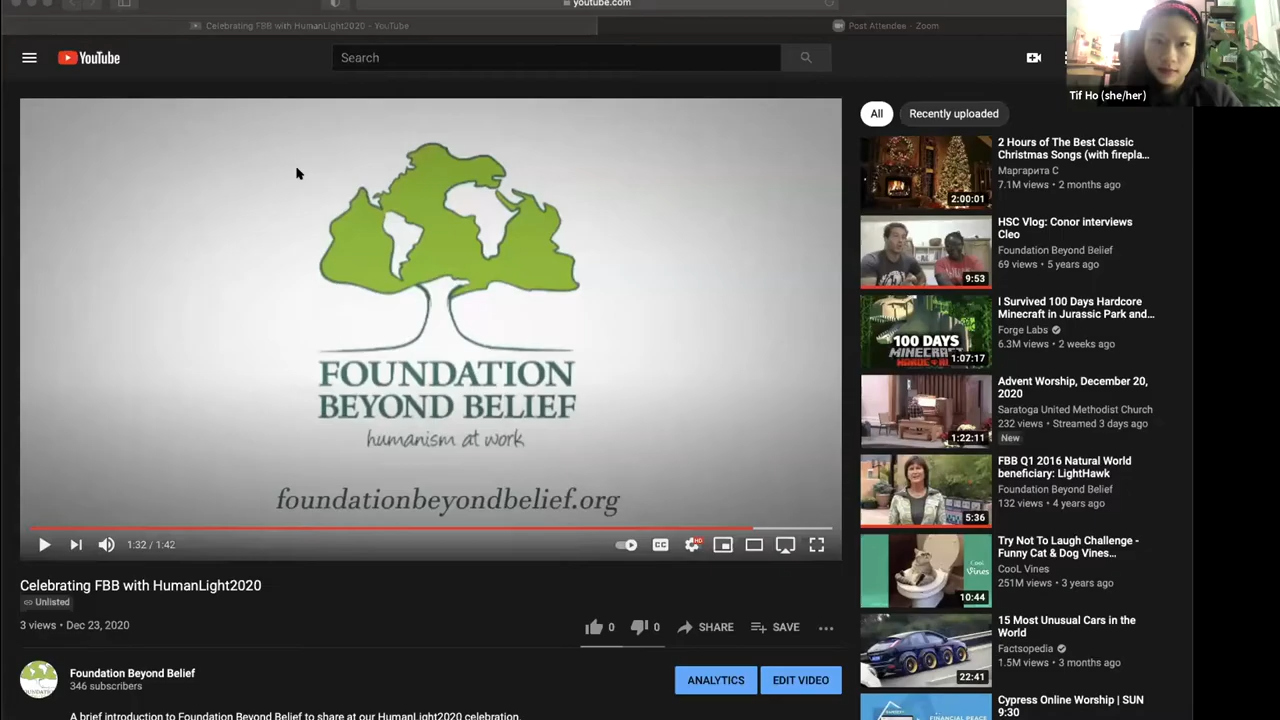 youtube.com
Celebrating FBB with HumanLight2020 - YouTube
Post Attendee - Zoom
YouTube
Search
Tif Ho (she/her)
FOUNDATION
BEYOND BELIEF
humanism at work
foundationbeyondbelief.org
1:32 / 1:42
CC
HD
Celebrating FBB with HumanLight2020
Unlisted
3 views • Dec 23, 2020
0
0
SHARE
SAVE
Foundation Beyond Belief
346 subscribers
ANALYTICS
EDIT VIDEO
A brief introduction to Foundation Beyond Belief to share at our HumanLight2020 celebration.
All
Recently uploaded
2:00:01
2 Hours of The Best Classic
Christmas Songs (with firepla...
Маргарита С
7.1M views • 2 months ago
9:53
HSC Vlog: Conor interviews
Cleo
Foundation Beyond Belief
69 views • 5 years ago
100 DAYS
MINECRAFT
1:07:17
I Survived 100 Days Hardcore
Minecraft in Jurassic Park and...
Forge Labs
6.3M views • 2 weeks ago
1:22:11
Advent Worship, December 20,
2020
Saratoga United Methodist Church
232 views • Streamed 3 days ago
New
5:36
FBB Q1 2016 Natural World
beneficiary: LightHawk
Foundation Beyond Belief
132 views • 4 years ago
CooL
Vines
10:44
Try Not To Laugh Challenge -
Funny Cat & Dog Vines...
CooL Vines
251M views • 3 years ago
22:41
15 Most Unusual Cars in the
World
Factsopedia
1.5M views • 3 months ago
FINANCIAL PEACE
Cypress Online Worship | SUN
9:30